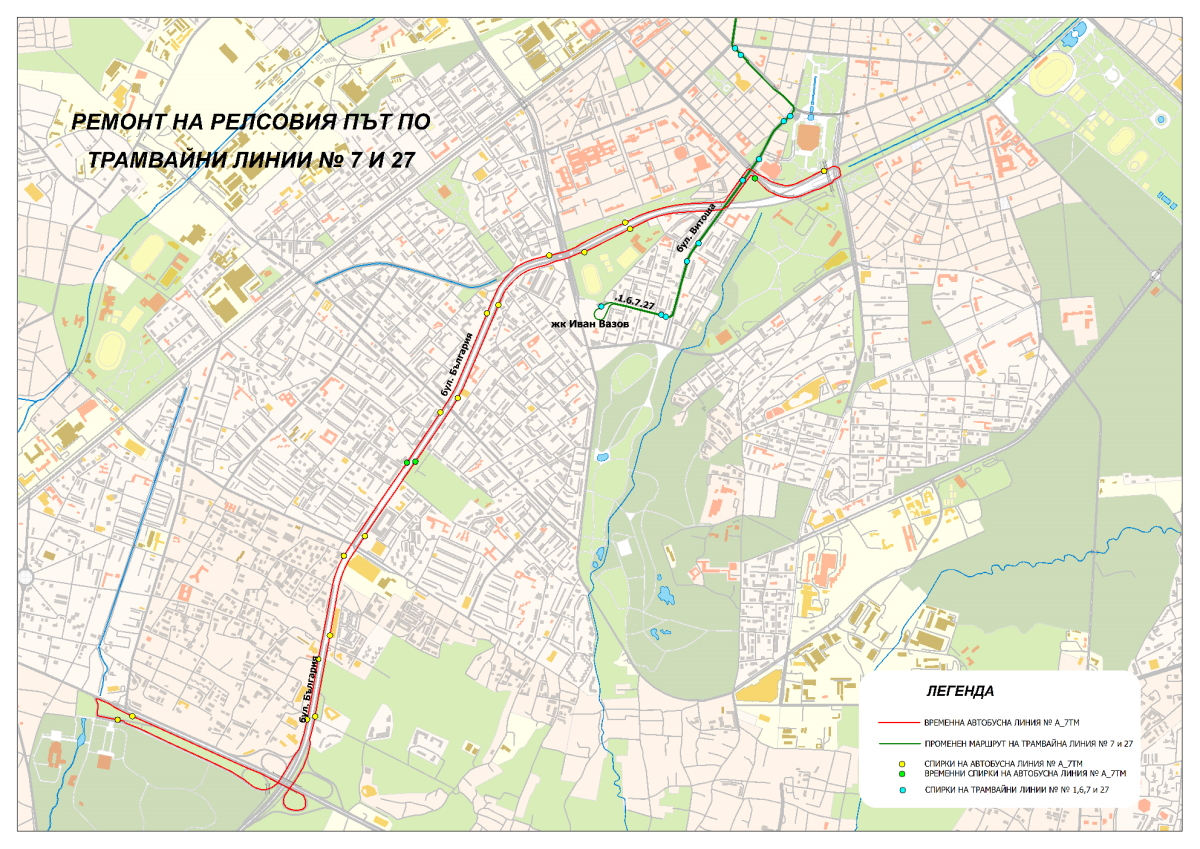 РЕМОНТ НА РЕЛСОВИЯ ПЪТ ПО
ТРАМВАЙНИ ЛИНИИ № 7 И 27
бул. Витоша
.1.6.7.27
жк Иван Вазов
бул. България
бул. България
ЛЕГЕНДА
ВРЕМЕННА АВТОБУСНА ЛИНИЯ № А_7ТМ
ПРОМЕНЕН МАРШРУТ НА ТРАМВАЙНА ЛИНИЯ № 7 и 27
СПИРКИ НА АВТОБУСНА ЛИНИЯ № А_7ТМ
ВРЕМЕННИ СПИРКИ НА АВТОБУСНА ЛИНИЯ № А_7ТМ
СПИРКИ НА ТРАМВАЙНИ ЛИНИИ № № 1,6,7 и 27